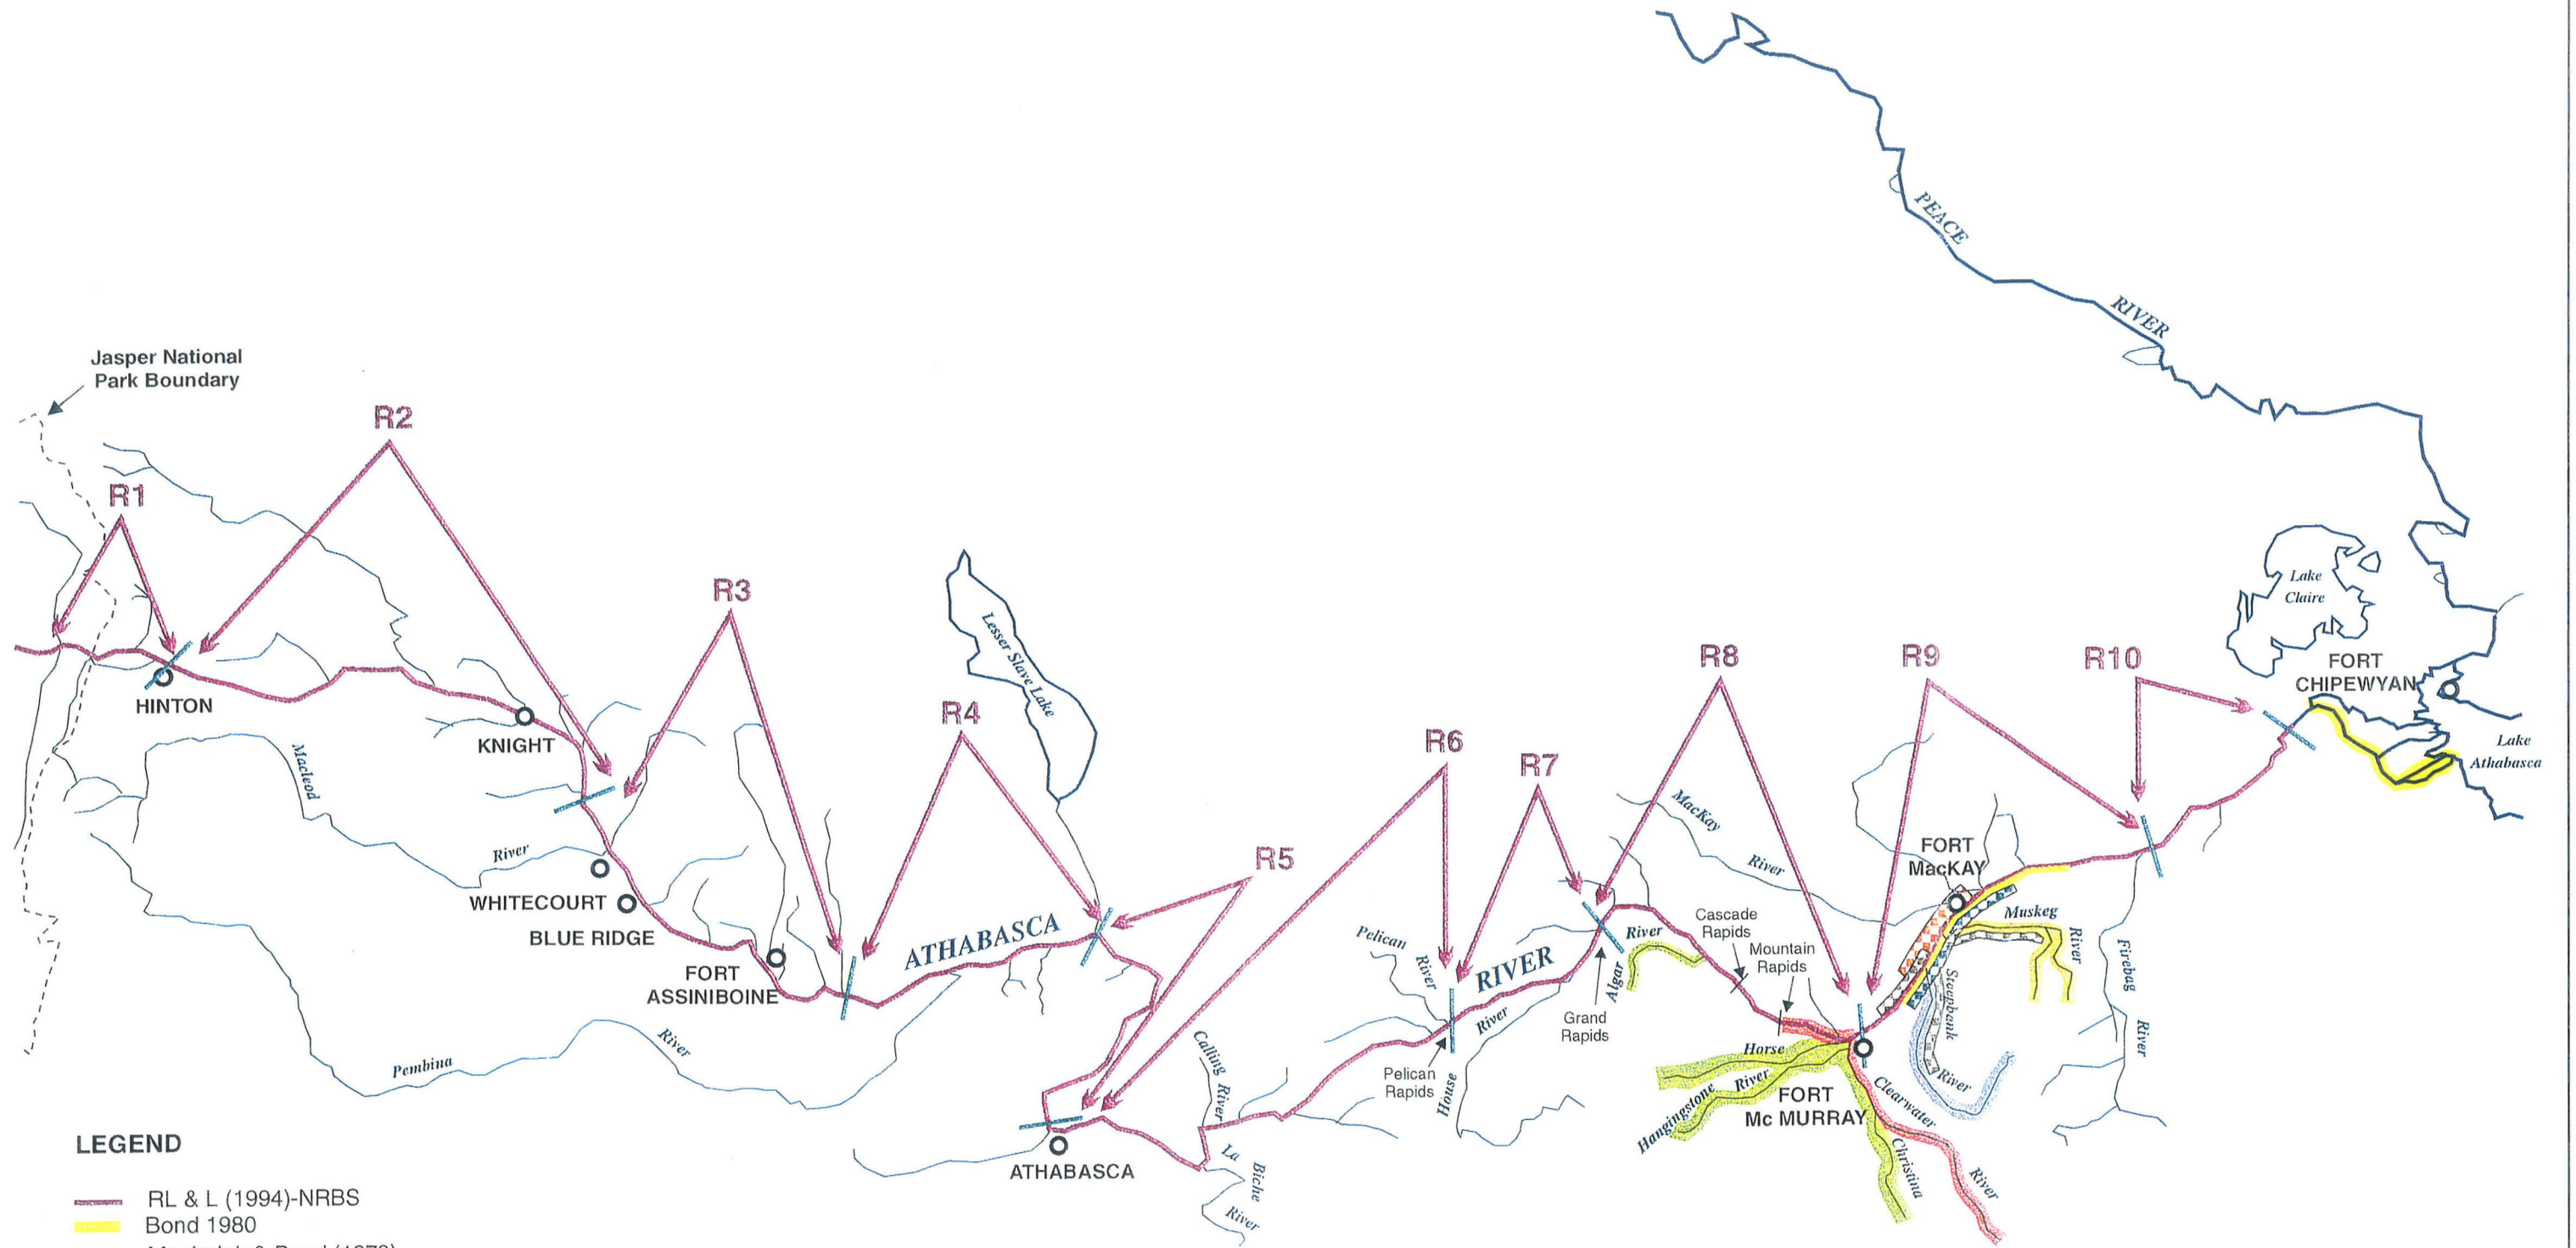 PEACE
RIVER
Jasper National
Park Boundary
R2
R1
R3
R4
R5
R6
R7
R8
R9
R10
Lake
Claire
FORT
CHIPEWYAN
Lake
Athabasca
Lesser Slave Lake
HINTON
KNIGHT
Macleod
River
WHITECOURT
BLUE RIDGE
FORT
ASSINIBOINE
ATHABASCA
RIVER
Pelican
River
MacKay
River
FORT
MacKAY
Cascade
Rapids
Mountain
Rapids
River
Algar
Grand
Rapids
Muskeg
River
Firebag
River
Steepbank
River
Pembina
River
Calling
River
Pelican
Rapids
House
River
Horse
River
Hangingstone
FORT
Mc MURRAY
Clearwater
River
Christina
ATHABASCA
La
Biche
River
LEGEND
RL & L (1994)-NRBS
Bond 1980